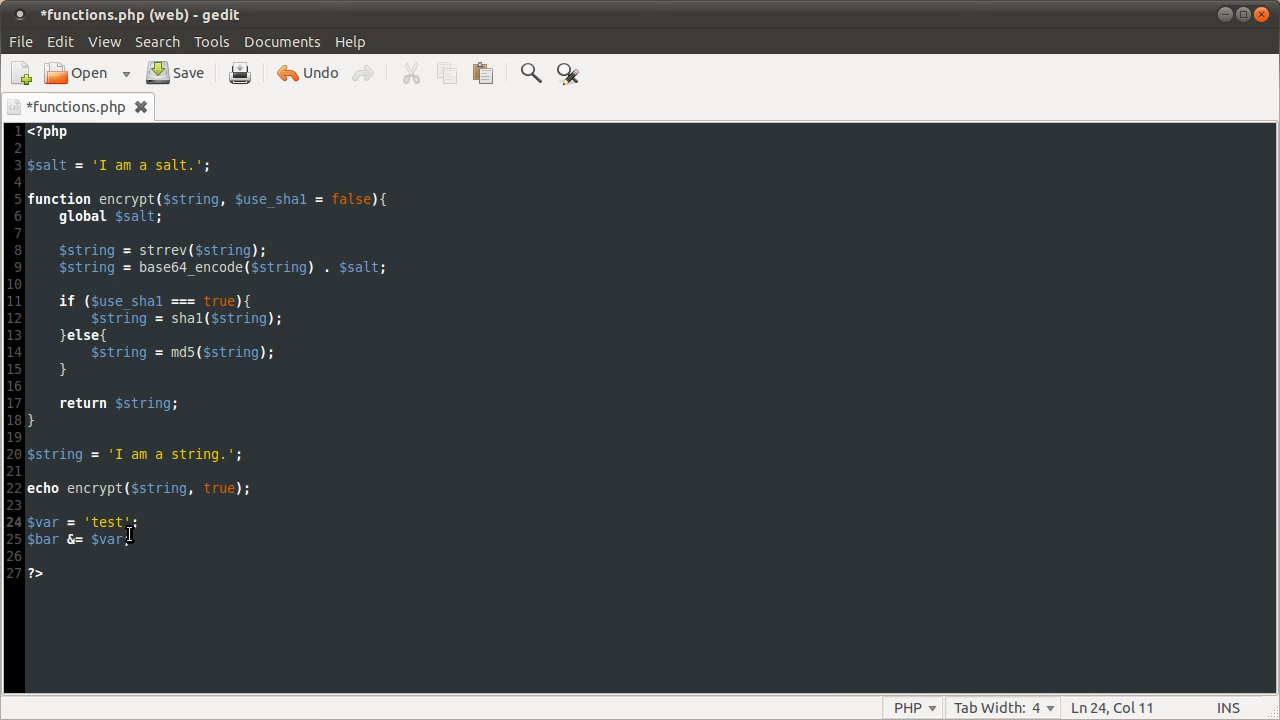 *functions.php (web) - gedit
File Edit View Search Tools Documents Help
Open Save Undo
*functions.php
1 <?php
2
3 $salt = 'I am a salt.';
4
5 function encrypt($string, $use_sha1 = false){
6 global $salt;
7
8 $string = strrev($string);
9 $string = base64_encode($string) . $salt;
10
11 if ($use_sha1 === true){
12 $string = sha1($string);
13 }else{
14 $string = md5($string);
15 }
16
17 return $string;
18 }
19
20 $string = 'I am a string.';
21
22 echo encrypt($string, true);
23
24 $var = 'test';
25 $bar &= $var;
26
27 ?>
PHP Tab Width: 4 Ln 24, Col 11 INS